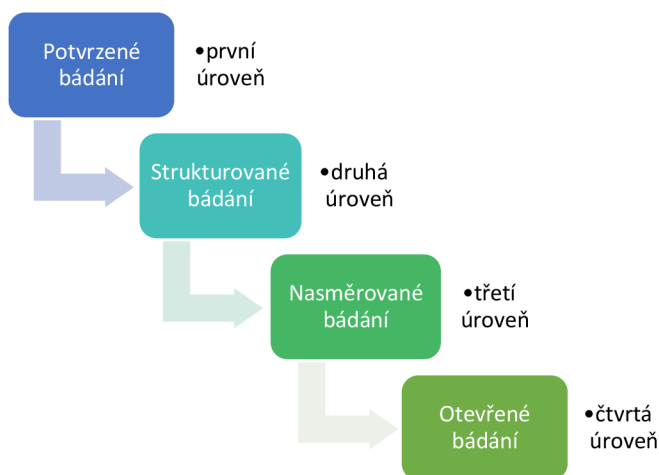 Potvrzené
bádání
•první
úroveň
Strukturované
bádání
•druhá
úroveň
Nasměrované
bádání
•třetí
úroveň
Otevřené
bádání
•čtvrtá
úroveň